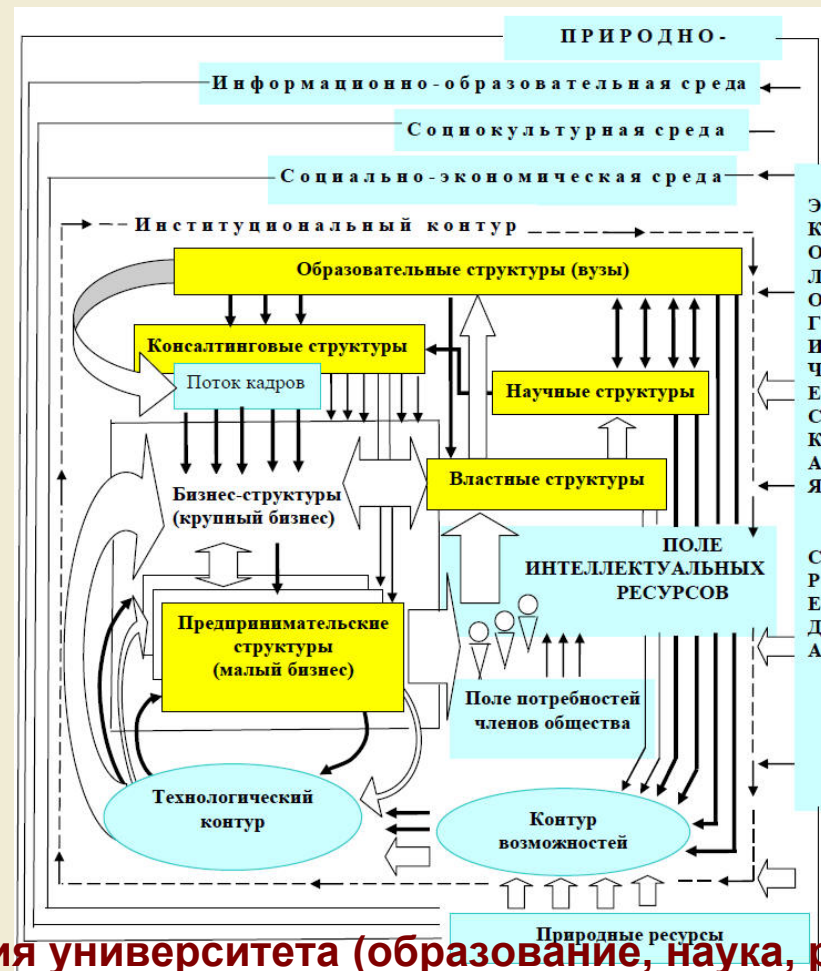 ПРИРОДНО-
Информационно-образовательная среда
Социокультурная среда
Социально-экономическая среда
ЭКОЛОГИЧЕСКАЯ СРЕДА
Институциональный контур
Образовательные структуры (вузы)
Консалтинговые структуры
Поток кадров
Научные структуры
Бизнес-структуры
(крупный бизнес)
Властные структуры
ПОЛЕ
ИНТЕЛЛЕКТУАЛЬНЫХ
РЕСУРСОВ
Предпринимательские
структуры
(малый бизнес)
Поле потребностей
членов общества
Технологический
контур
Контур
возможностей
Природные ресурсы
ия университета (образование, наука, р